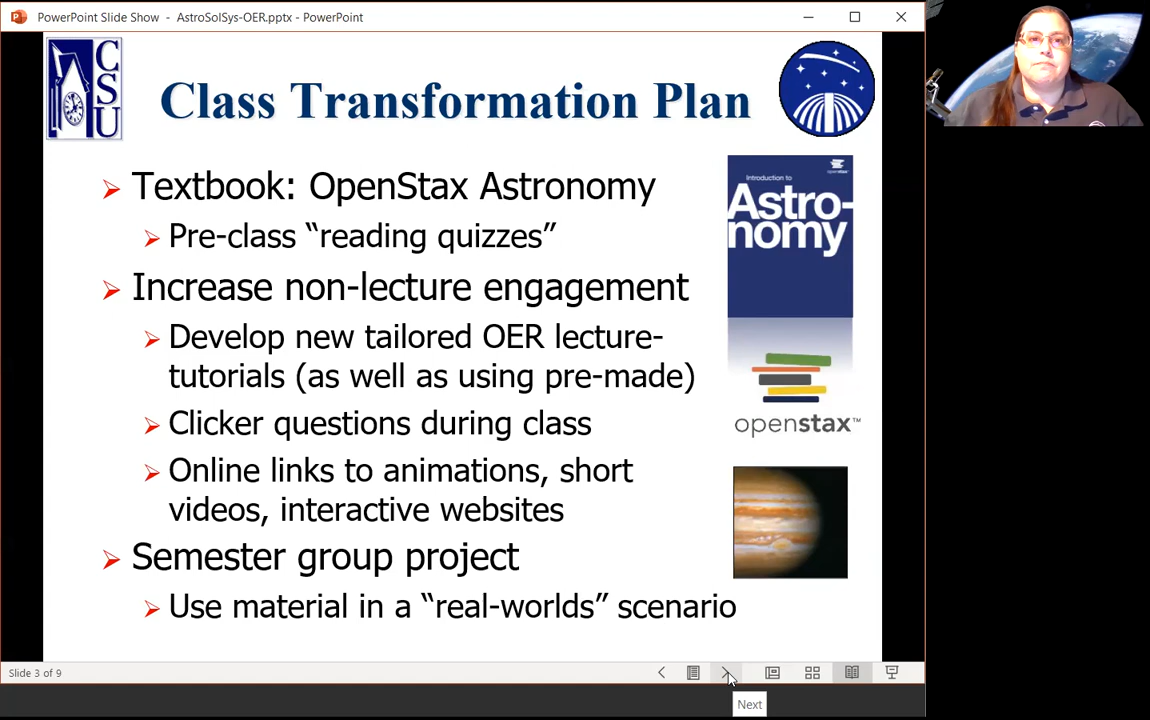 PowerPoint Slide Show - AstroSolSys-OER.pptx - PowerPoint
CSU
Class Transformation Plan
Textbook: OpenStax Astronomy
Pre-class “reading quizzes”
Increase non-lecture engagement
Develop new tailored OER lecture-
tutorials (as well as using pre-made)
Clicker questions during class
Online links to animations, short
videos, interactive websites
Semester group project
Use material in a “real-worlds” scenario
openstax
Introduction to
Astro-
nomy
openstax™
Slide 3 of 9
Next